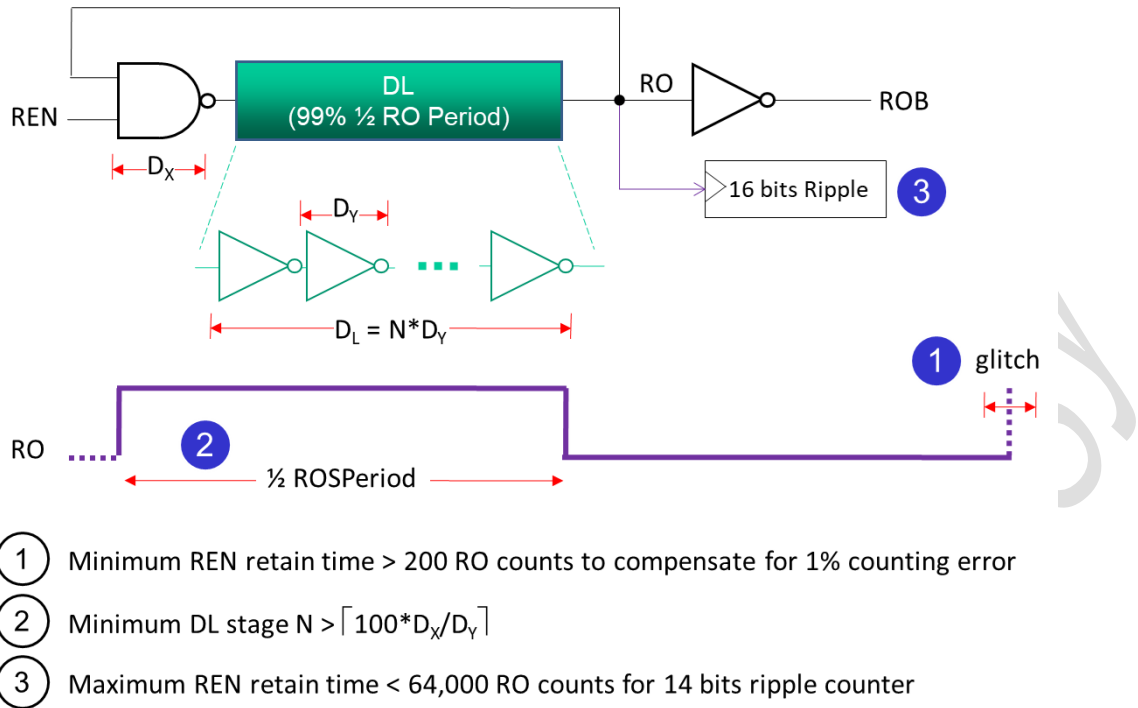 DL
(99% ½ RO Period)
RO
ROB
REN
D_X
16 bits Ripple
3
D_Y
D_L = N*D_Y
1
glitch
RO
2
½ ROSPeriod
1 Minimum REN retain time > 200 RO counts to compensate for 1% counting error
2 Minimum DL stage N > ⌈100*D_X/D_Y⌉
3 Maximum REN retain time < 64,000 RO counts for 14 bits ripple counter